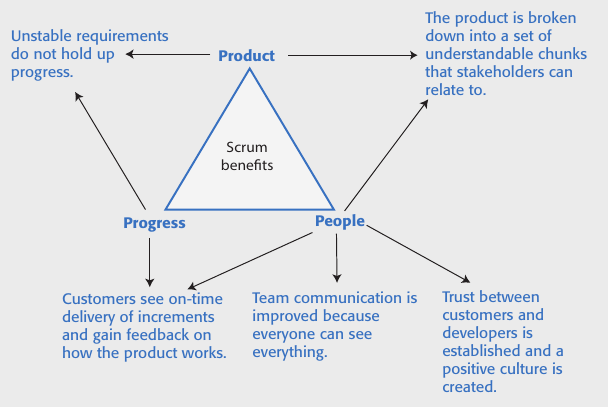 Unstable requirements
do not hold up
progress.
Product
The product is broken
down into a set of
understandable chunks
that stakeholders can
relate to.
Scrum
benefits
Progress
People
Customers see on-time
delivery of increments
and gain feedback on
how the product works.
Team communication is
improved because
everyone can see
everything.
Trust between
customers and
developers is
established and a
positive culture is
created.